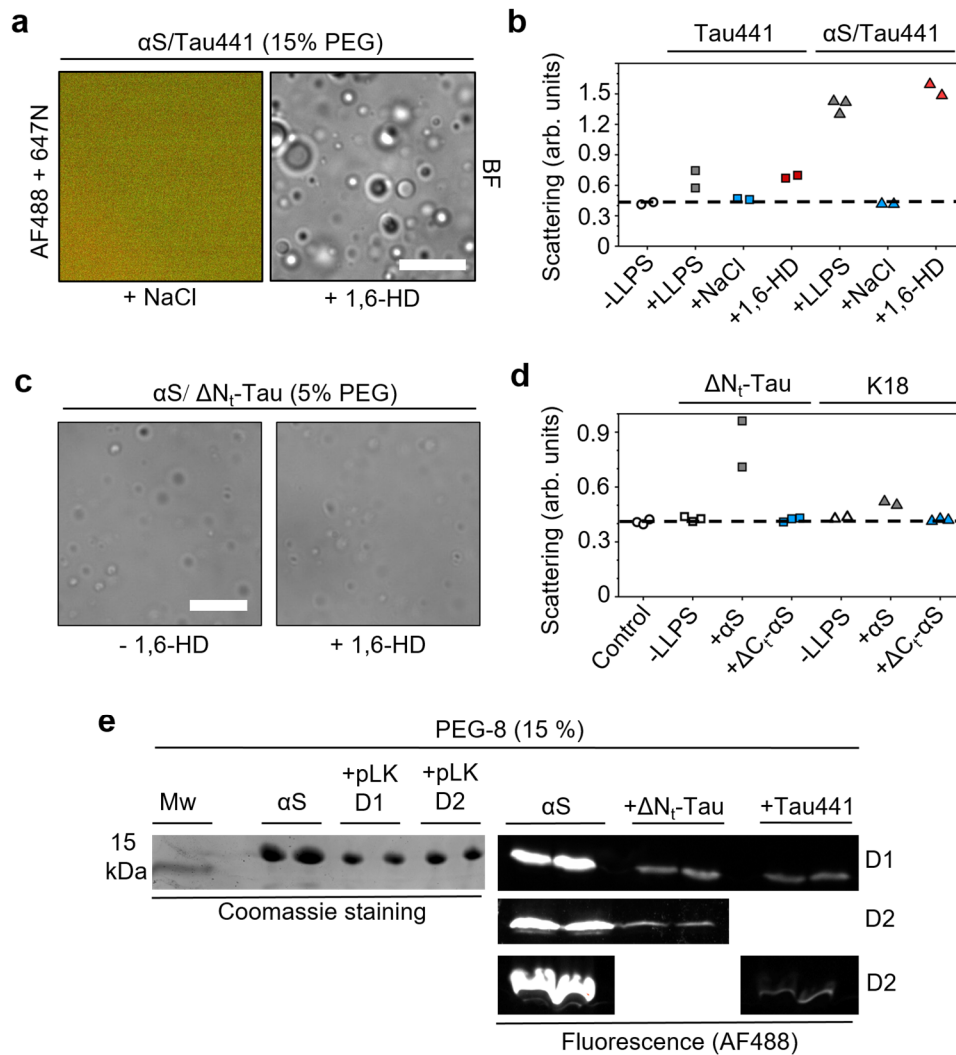 a
αS/Tau441 (15% PEG)
AF488 + 647N
BF
+ NaCl
+ 1,6-HD
b
Tau441
αS/Tau441
Scattering (arb. units)
1.5
1.2
0.9
0.6
0.3
0
-LLPS
+LLPS
+NaCl
+1,6-HD
+LLPS
+NaCl
+1,6-HD
c
αS/ ΔNt-Tau (5% PEG)
- 1,6-HD
+ 1,6-HD
d
ΔNt-Tau
K18
Scattering (arb. units)
0.9
0.6
0.3
0
Control
-LLPS
+αS
+ΔCt-αS
-LLPS
+αS
+ΔCt-αS
e
PEG-8 (15 %)
Mw
αS
+pLK
D1
+pLK
D2
15
kDa
Coomassie staining
αS
+ΔNt-Tau
+Tau441
D1
D2
D2
Fluorescence (AF488)